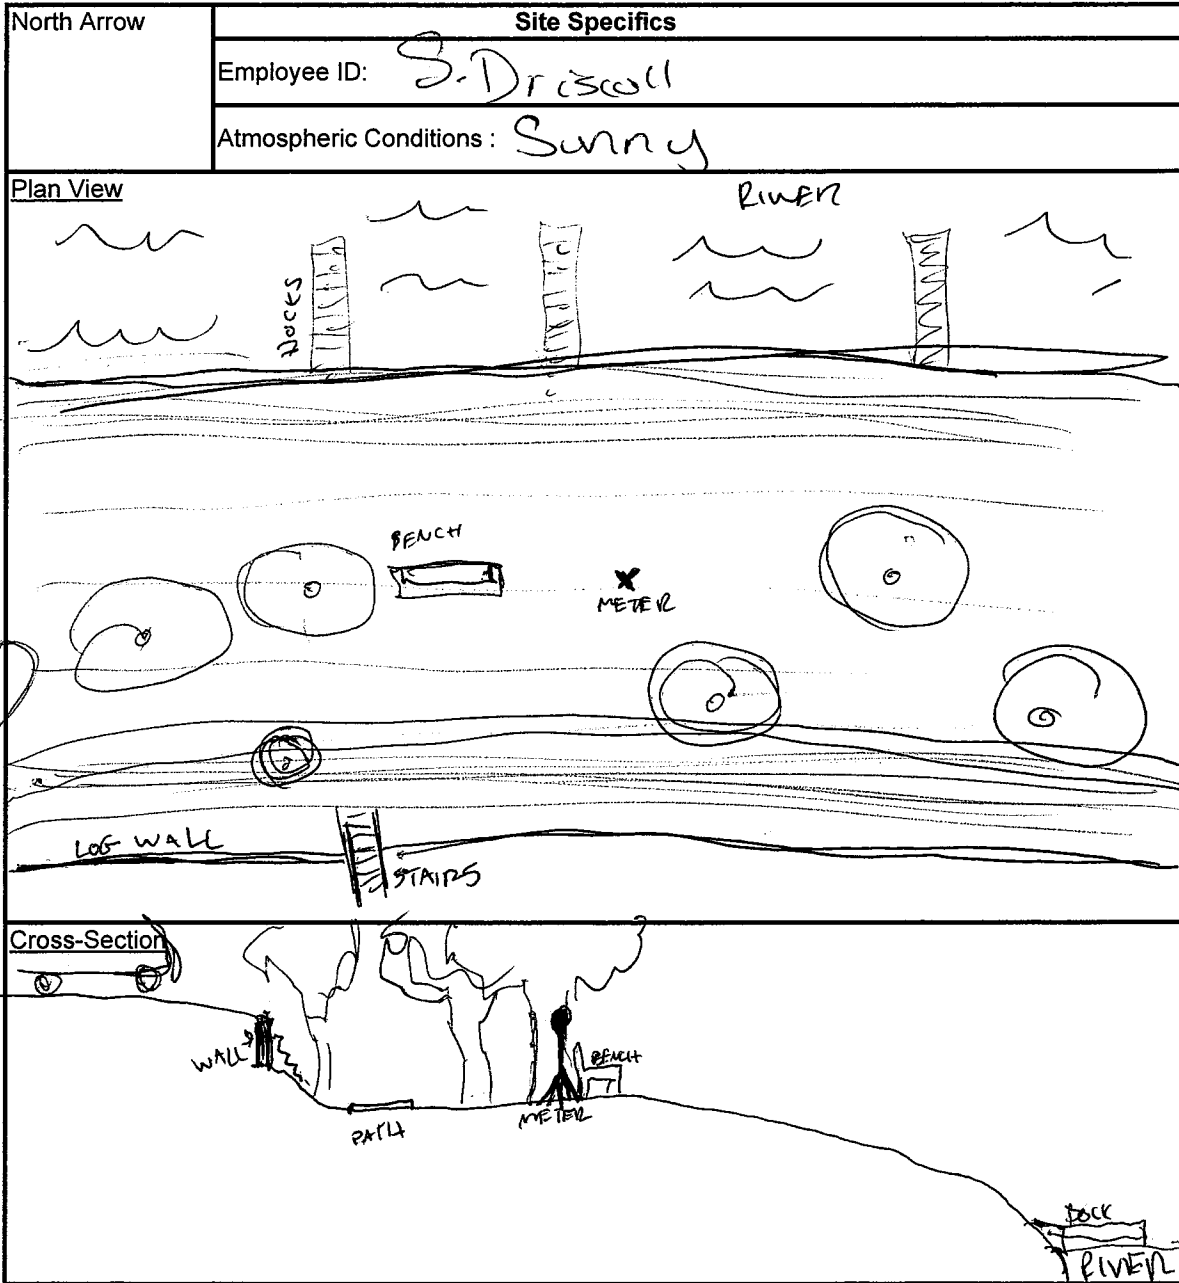 North Arrow
Site Specifics
Employee ID: S. Driscoll
Atmospheric Conditions : Sunny
Plan View
RIVER
DOCKS
BENCH
METER
LOG WALL
STAIRS
Cross-Section
WALL
BENCH
PATH
METER
DOCK
RIVER